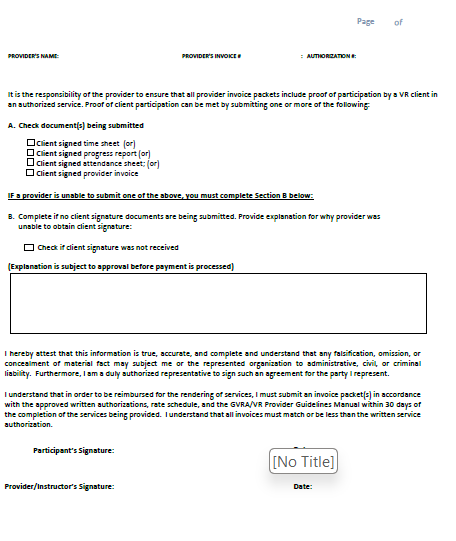 Page of
PROVIDER'S NAME: PROVIDER'S INVOICE # : AUTHORIZATION #:
It is the responsibility of the provider to ensure that all provider invoice packets include proof of participation by a VR client in
an authorized service. Proof of client participation can be met by submitting one or more of the following:
A. Check document(s) being submitted
Client signed time sheet (or)
Client signed progress report (or)
Client signed attendance sheet; (or)
Client signed provider invoice
IF a provider is unable to submit one of the above, you must complete Section B below:
B. Complete if no client signature documents are being submitted. Provide explanation for why provider was
unable to obtain client signature:
Check if client signature was not received
(Explanation is subject to approval before payment is processed)
I hereby attest that this information is true, accurate, and complete and understand that any falsification, omission, or
concealment of material fact may subject me or the represented organization to administrative, civil, or criminal
liability. Furthermore, I am a duly authorized representative to sign such an agreement for the party I represent.
I understand that in order to be reimbursed for the rendering of services, I must submit an invoice packet(s) in accordance
with the approved written authorizations, rate schedule, and the GVRA/VR Provider Guidelines Manual within 30 days of
the completion of the services being provided. I understand that all invoices must match or be less than the written service
authorization.
Participant's Signature:
[No Title]
Provider/Instructor's Signature: Date: